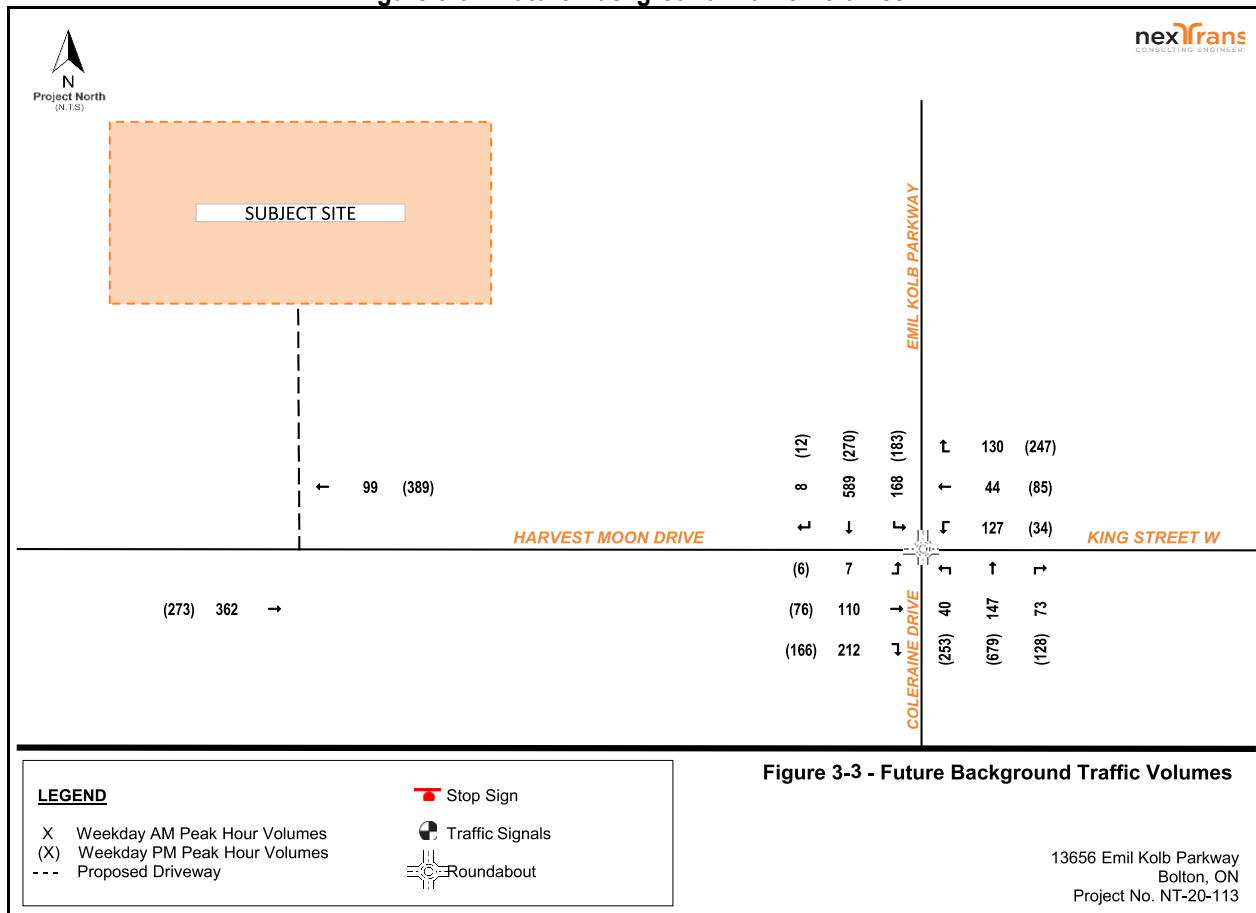 nexTrans
CONSULTING ENGINEERS
N
Project North
(N.T.S)
SUBJECT SITE
EMIL KOLB PARKWAY
(12) (270) (183)
8 589 168
130 (247)
44 (85)
127 (34)
99 (389)
HARVEST MOON DRIVE
KING STREET W
(273) 362
(6) 7
(76) 110
(166) 212
COLERAINE DRIVE
40 147 73
(253) (679) (128)
Figure 3-3 - Future Background Traffic Volumes
LEGEND
X Weekday AM Peak Hour Volumes
(X) Weekday PM Peak Hour Volumes
Proposed Driveway
Stop Sign
Traffic Signals
Roundabout
13656 Emil Kolb Parkway
Bolton, ON
Project No. NT-20-113